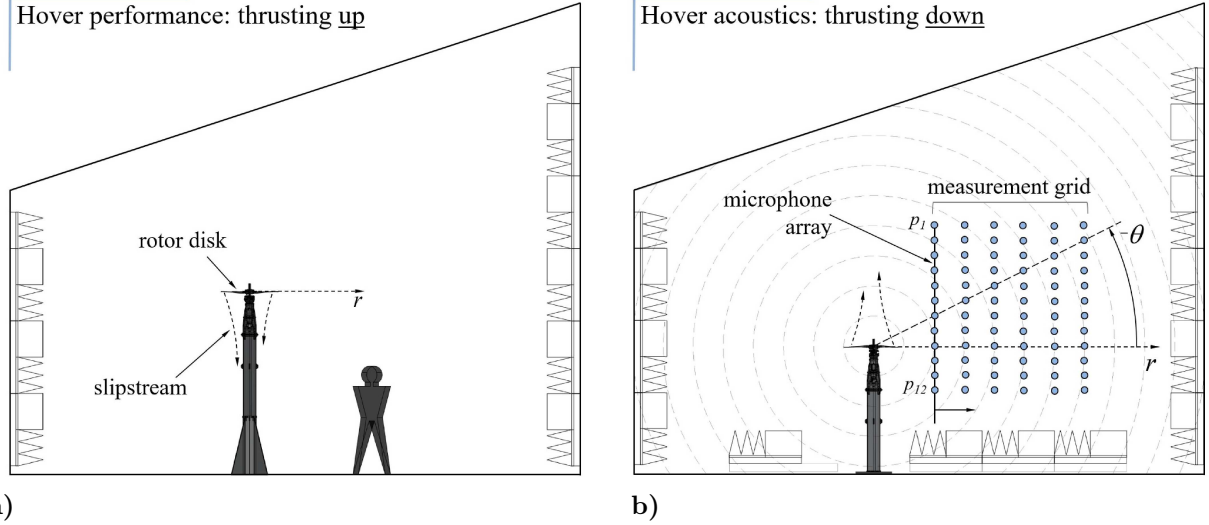 Hover performance: thrusting up
rotor disk
r
slipstream
)
Hover acoustics: thrusting down
measurement grid
microphone
array
p1
-θ
r
p12
b)